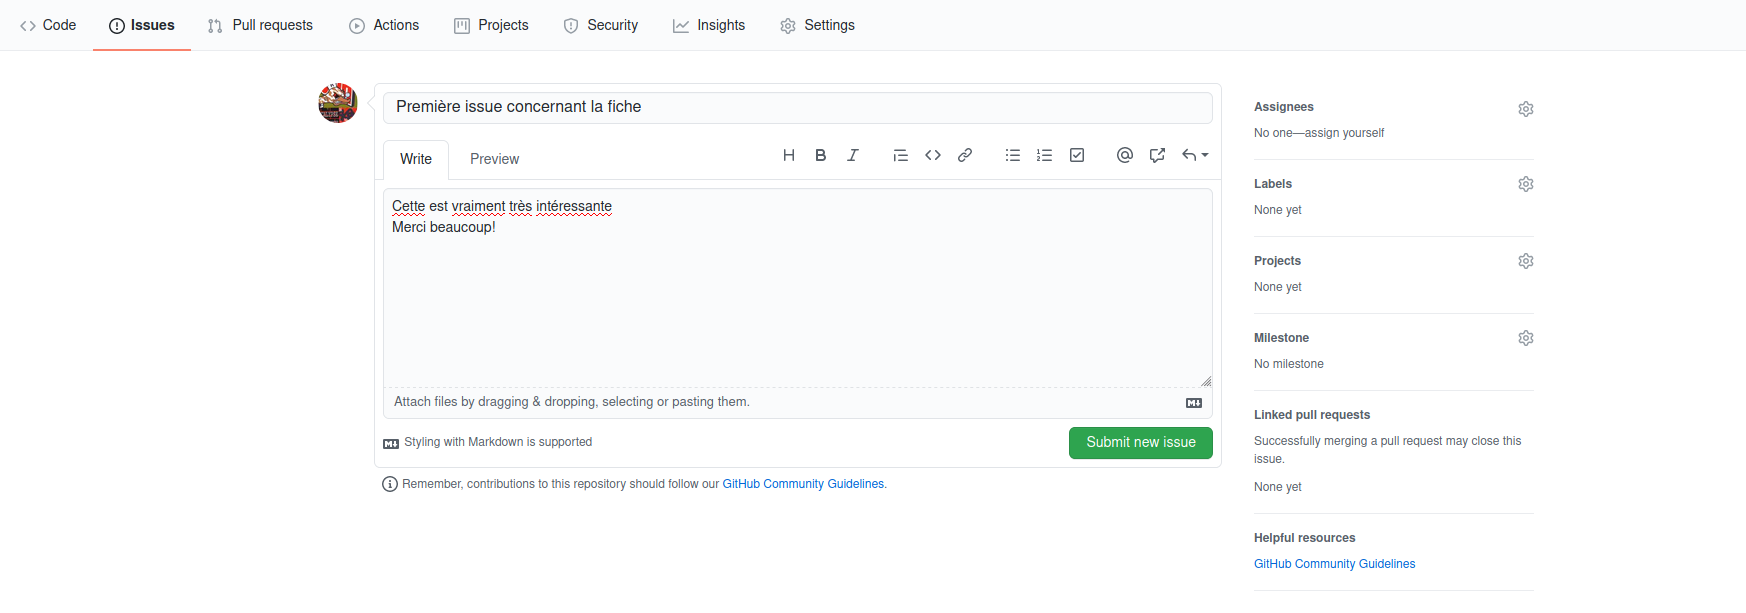 Code Issues Pull requests Actions Projects Security Insights Settings
Première issue concernant la fiche
Write Preview
Cette est vraiment très intéressante
Merci beaucoup!
Attach files by dragging & dropping, selecting or pasting them.
Styling with Markdown is supported
Submit new issue
Remember, contributions to this repository should follow our GitHub Community Guidelines.
Assignees
No one—assign yourself
Labels
None yet
Projects
None yet
Milestone
No milestone
Linked pull requests
Successfully merging a pull request may close this
issue.
None yet
Helpful resources
GitHub Community Guidelines